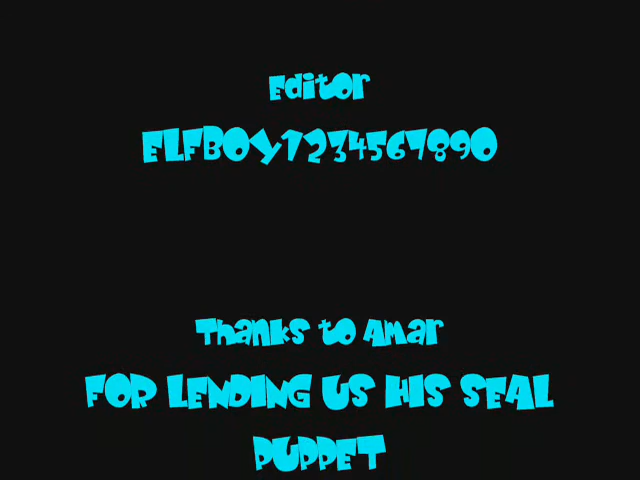 Editor
ELFBOY1234567890
Thanks to Amar
FOR LENDING US HIS SEAL
PUPPET